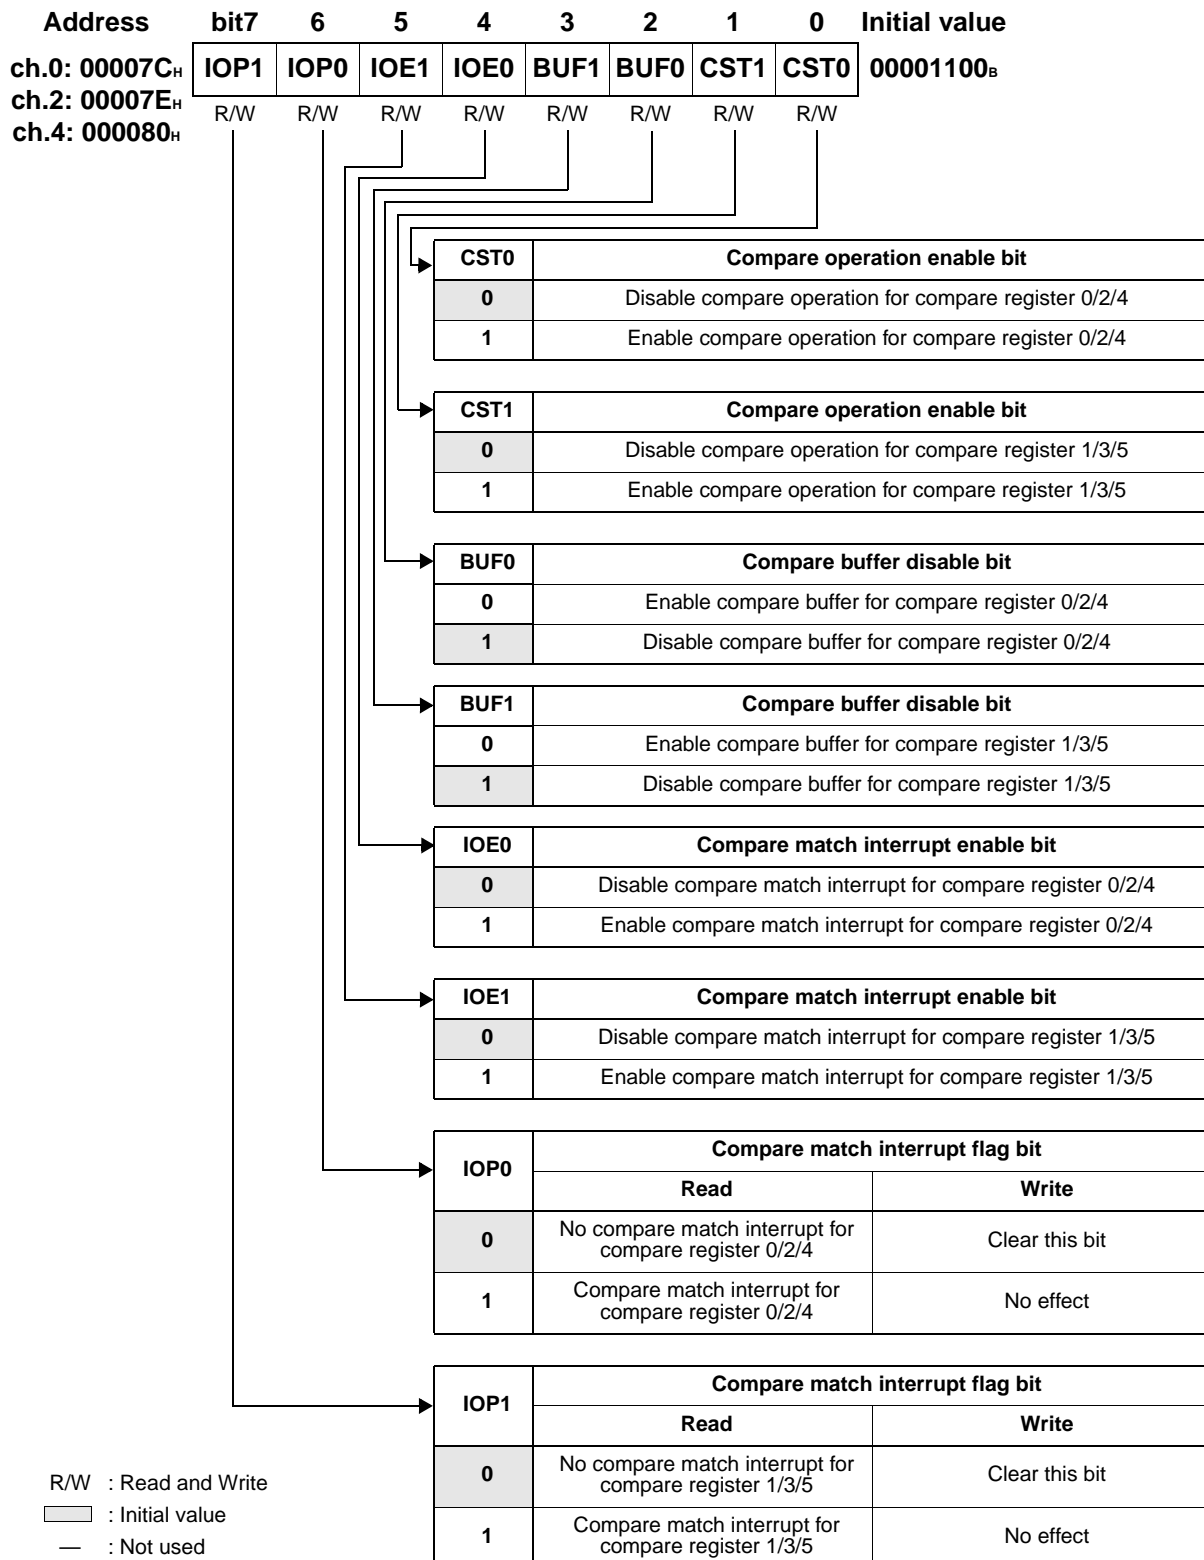 Address bit7 6 5 4 3 2 1 0 Initial value
ch.0: 00007CH IOP1 IOP0 IOE1 IOE0 BUF1 BUF0 CST1 CST0 00001100B
ch.2: 00007EH R/W R/W R/W R/W R/W R/W R/W R/W
ch.4: 000080H
CST0 Compare operation enable bit
0 Disable compare operation for compare register 0/2/4
1 Enable compare operation for compare register 0/2/4
CST1 Compare operation enable bit
0 Disable compare operation for compare register 1/3/5
1 Enable compare operation for compare register 1/3/5
BUF0 Compare buffer disable bit
0 Enable compare buffer for compare register 0/2/4
1 Disable compare buffer for compare register 0/2/4
BUF1 Compare buffer disable bit
0 Enable compare buffer for compare register 1/3/5
1 Disable compare buffer for compare register 1/3/5
IOE0 Compare match interrupt enable bit
0 Disable compare match interrupt for compare register 0/2/4
1 Enable compare match interrupt for compare register 0/2/4
IOE1 Compare match interrupt enable bit
0 Disable compare match interrupt for compare register 1/3/5
1 Enable compare match interrupt for compare register 1/3/5
IOP0 Compare match interrupt flag bit
Read Write
0 No compare match interrupt for
compare register 0/2/4 Clear this bit
1 Compare match interrupt for
compare register 0/2/4 No effect
IOP1 Compare match interrupt flag bit
Read Write
0 No compare match interrupt for
compare register 1/3/5 Clear this bit
1 Compare match interrupt for
compare register 1/3/5 No effect
R/W : Read and Write
: Initial value
— : Not used